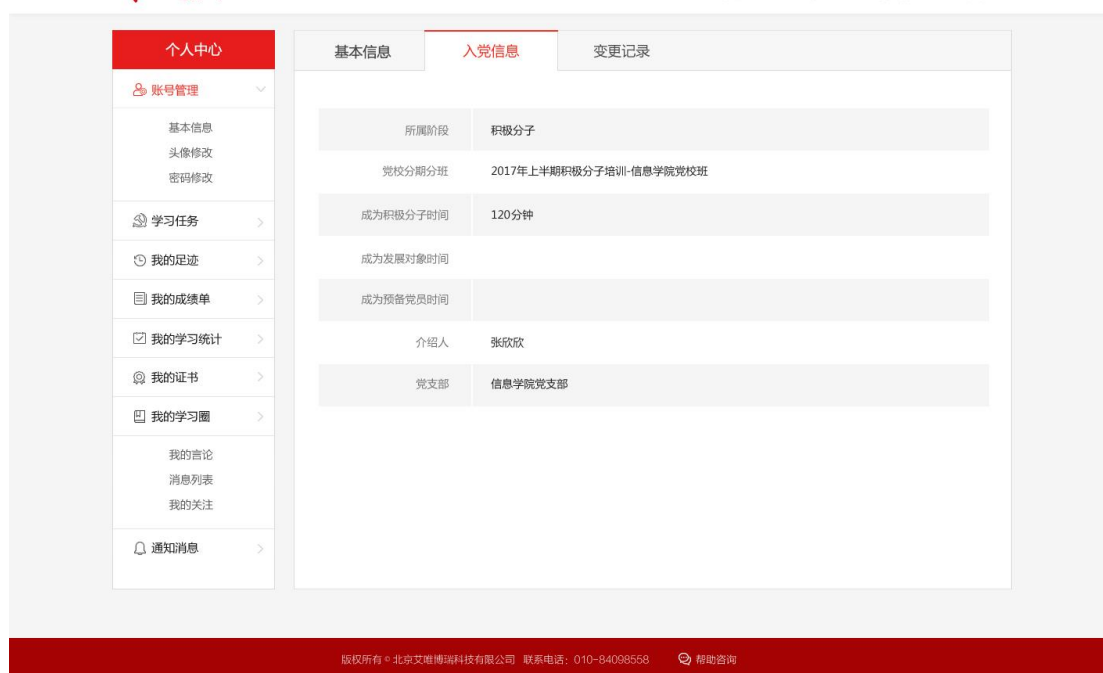 个人中心
账号管理
基本信息
头像修改
密码修改
学习任务
我的足迹
我的成绩单
我的学习统计
我的证书
我的学习圈
我的言论
消息列表
我的关注
通知消息
基本信息 入党信息 变更记录
所属阶段 积极分子
党校分期分班 2017年上半期积极分子培训-信息学院党校班
成为积极分子时间 120分钟
成为发展对象时间
成为预备党员时间
介绍人 张欣欣
党支部 信息学院党支部
版权所有©北京艾唯博瑞科技有限公司 联系电话：010-84098558 帮助咨询